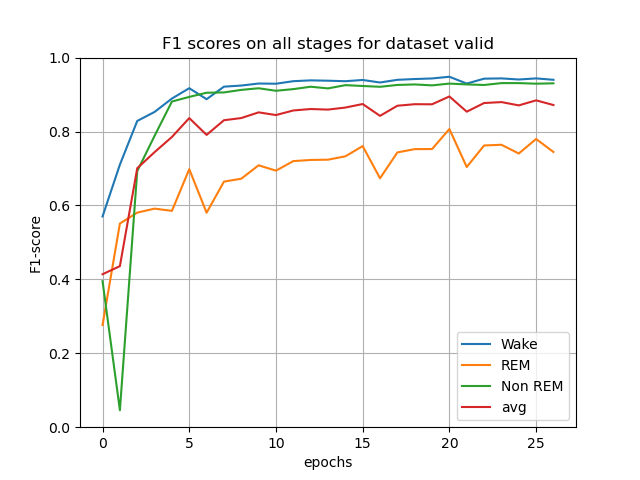 F1 scores on all stages for dataset valid
1.0
0.8
0.6
0.4
0.2
0.0
F1-score
0 5 10 15 20 25
epochs
Wake
REM
Non REM
avg